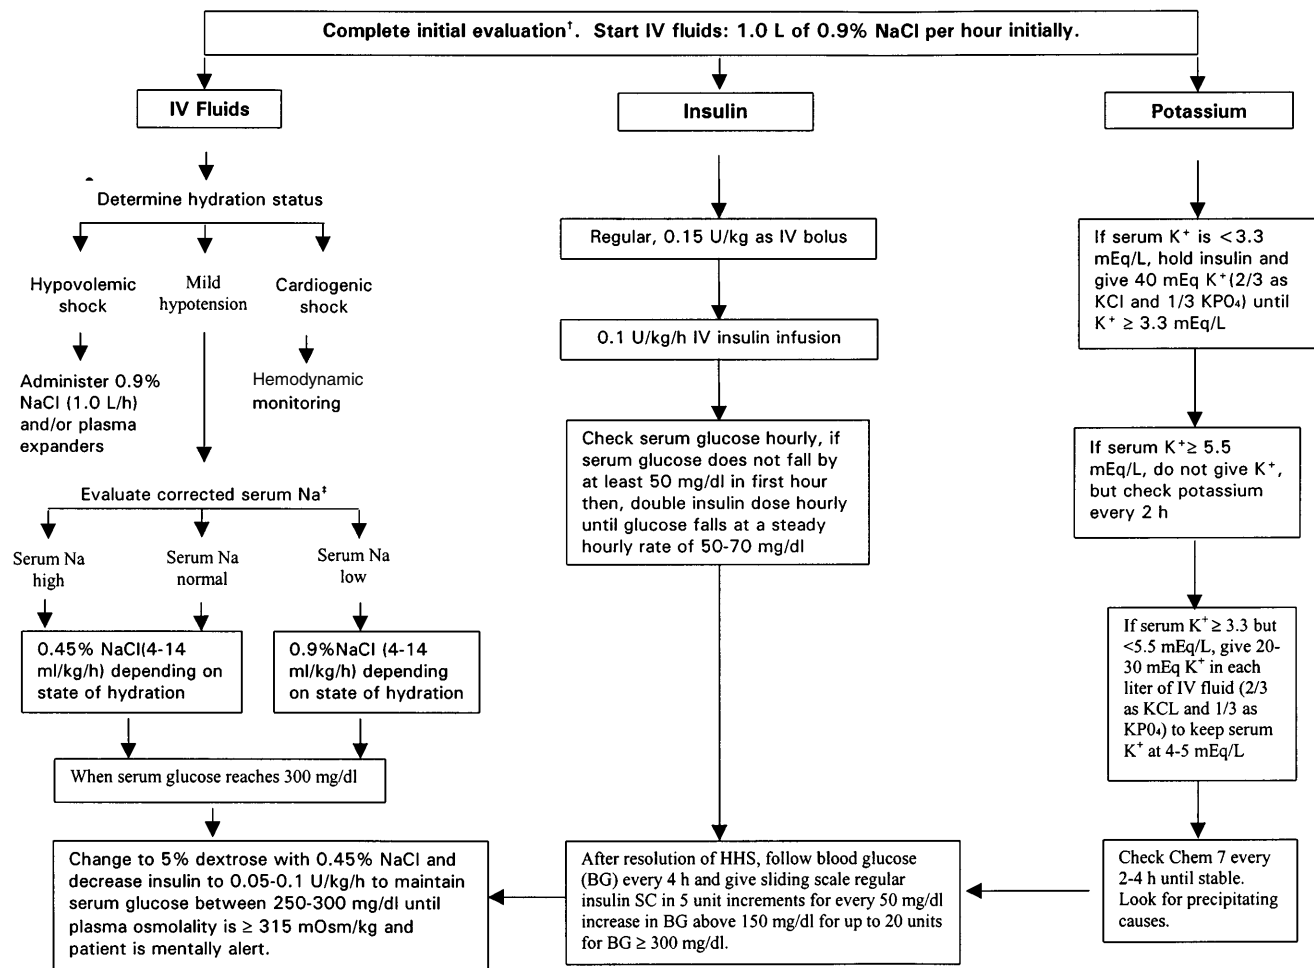 Complete initial evaluation†. Start IV fluids: 1.0 L of 0.9% NaCl per hour initially.
IV Fluids
Determine hydration status
Hypovolemic
shock
Mild
hypotension
Cardiogenic
shock
Administer 0.9%
NaCl (1.0 L/h)
and/or plasma
expanders
Hemodynamic
monitoring
Evaluate corrected serum Na‡
Serum Na
high
Serum Na
normal
Serum Na
low
0.45% NaCl(4-14
ml/kg/h) depending on
state of hydration
0.9%NaCl (4-14
ml/kg/h) depending
on state of hydration
When serum glucose reaches 300 mg/dl
Change to 5% dextrose with 0.45% NaCl and
decrease insulin to 0.05-0.1 U/kg/h to maintain
serum glucose between 250-300 mg/dl until
plasma osmolality is ≥ 315 mOsm/kg and
patient is mentally alert.
Insulin
Regular, 0.15 U/kg as IV bolus
0.1 U/kg/h IV insulin infusion
Check serum glucose hourly, if
serum glucose does not fall by
at least 50 mg/dl in first hour
then, double insulin dose hourly
until glucose falls at a steady
hourly rate of 50-70 mg/dl
After resolution of HHS, follow blood glucose
(BG) every 4 h and give sliding scale regular
insulin SC in 5 unit increments for every 50 mg/dl
increase in BG above 150 mg/dl for up to 20 units
for BG ≥ 300 mg/dl.
Potassium
If serum K⁺ is <3.3
mEq/L, hold insulin and
give 40 mEq K⁺(2/3 as
KCl and 1/3 KPO₄) until
K⁺ ≥ 3.3 mEq/L
If serum K⁺≥ 5.5
mEq/L, do not give K⁺,
but check potassium
every 2 h
If serum K⁺ ≥ 3.3 but
<5.5 mEq/L, give 20-
30 mEq K⁺ in each
liter of IV fluid (2/3
as KCL and 1/3 as
KP0₄) to keep serum
K⁺ at 4-5 mEq/L
Check Chem 7 every
2-4 h until stable.
Look for precipitating
causes.